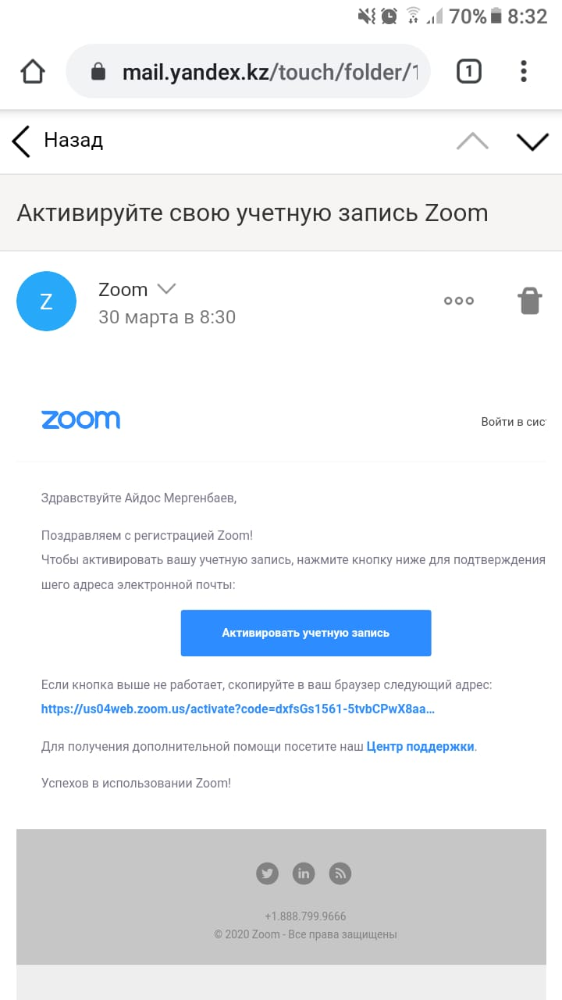 70% 8:32
mail.yandex.kz/touch/folder/1
1
Назад
Активируйте свою учетную запись Zoom
Z
Zoom
30 марта в 8:30
zoom
Войти в сис
Здравствуйте Айдос Мергенбаев,
Поздравляем с регистрацией Zoom!
Чтобы активировать вашу учетную запись, нажмите кнопку ниже для подтверждения
шего адреса электронной почты:
Активировать учетную запись
Если кнопка выше не работает, скопируйте в ваш браузер следующий адрес:
https://us04web.zoom.us/activate?code=dxfsGs1561-5tvbCPwX8aa...
Для получения дополнительной помощи посетите наш Центр поддержки.
Успехов в использовании Zoom!
in
+1.888.799.9666
© 2020 Zoom - Все права защищены